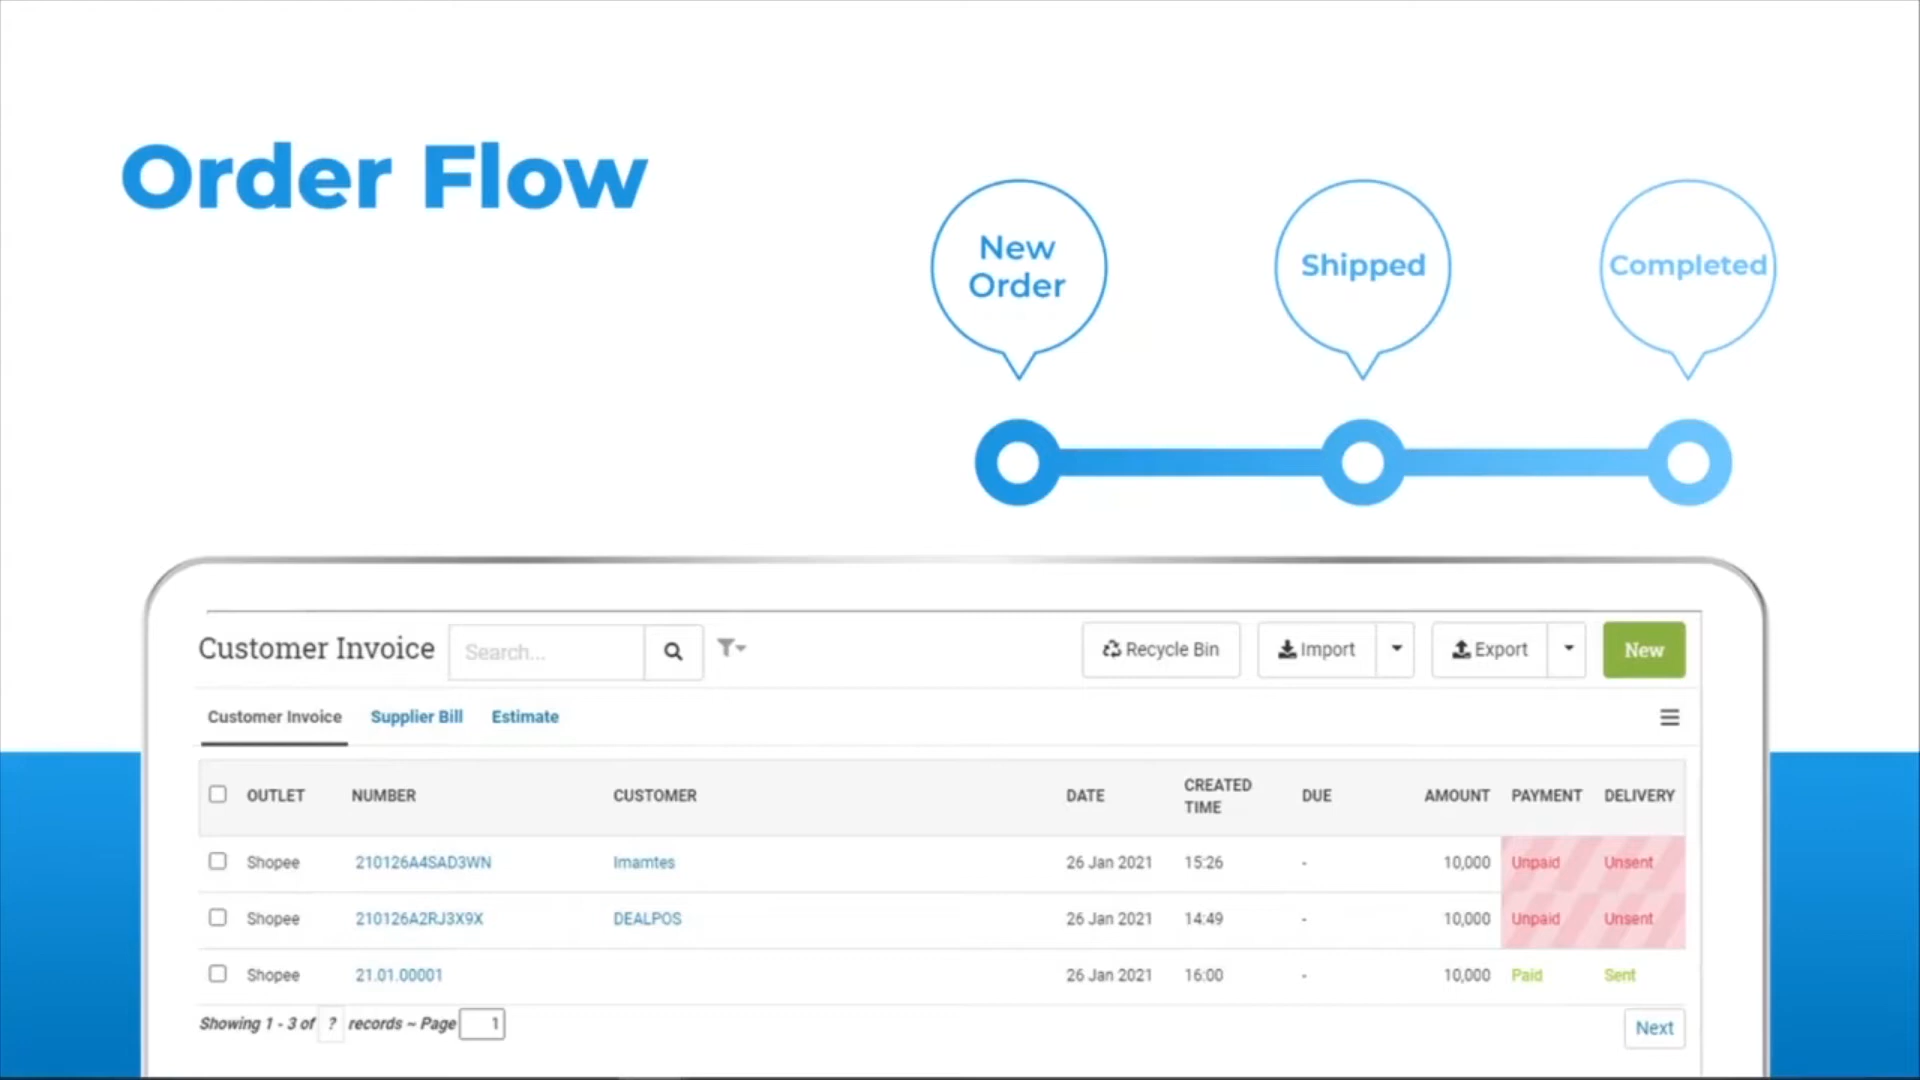 Order Flow
New
Order
Shipped
Completed
Customer Invoice Search... Recycle Bin Import Export New
Customer Invoice Supplier Bill Estimate
OUTLET NUMBER CUSTOMER DATE CREATED TIME DUE AMOUNT PAYMENT DELIVERY
Shopee 210126A4SAD3WN Imamtes 26 Jan 2021 15:26 - 10,000 Unpaid Unsent
Shopee 210126A2RJ3X9X DEALPOS 26 Jan 2021 14:49 - 10,000 Unpaid Unsent
Shopee 21.01.00001 26 Jan 2021 16:00 - 10,000 Paid Sent
Showing 1 - 3 of ? records ~ Page 1 Next